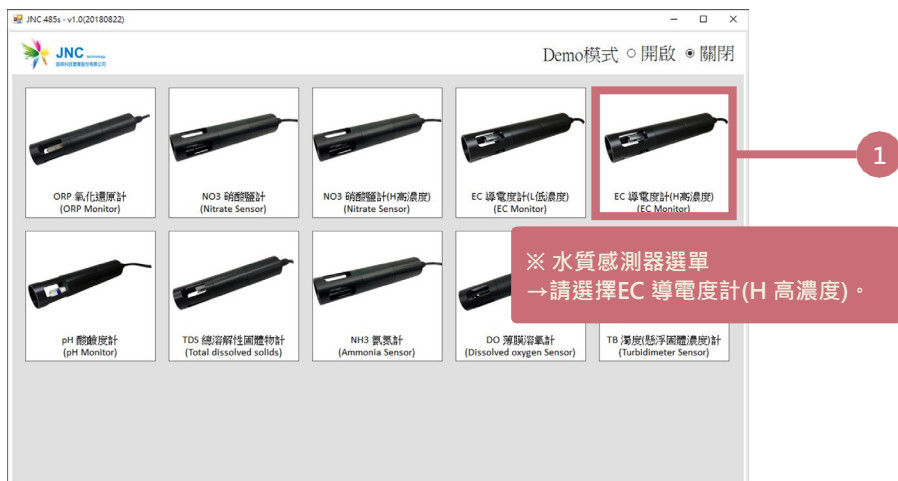 JNC 485s - v1.0(20180822)
JNC technology
Demo模式 開啟 關閉
ORP 氧化還原計
(ORP Monitor)
NO3 硝酸鹽計
(Nitrate Sensor)
NO3 硝酸鹽計(H高濃度)
(Nitrate Sensor)
EC 導電度計(L低濃度)
(EC Monitor)
EC 導電度計(H高濃度)
(EC Monitor)
1
※ 水質感測器選單
→請選擇EC 導電度計(H 高濃度)。
pH 酸鹼度計
(pH Monitor)
TDS 總溶解性固體物計
(Total dissolved solids)
NH3 氨氮計
(Ammonia Sensor)
DO 薄膜溶氧計
(Dissolved oxygen Sensor)
TB 濁度(懸浮固體濃度)計
(Turbidimeter Sensor)